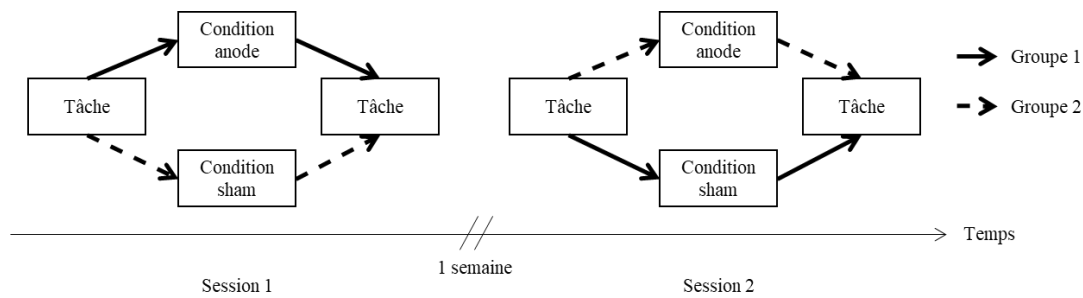 Condition
anode
Tâche
Tâche
Condition
sham
Condition
anode
Tâche
Tâche
Condition
sham
Groupe 1
Groupe 2
Temps
1 semaine
Session 1
Session 2